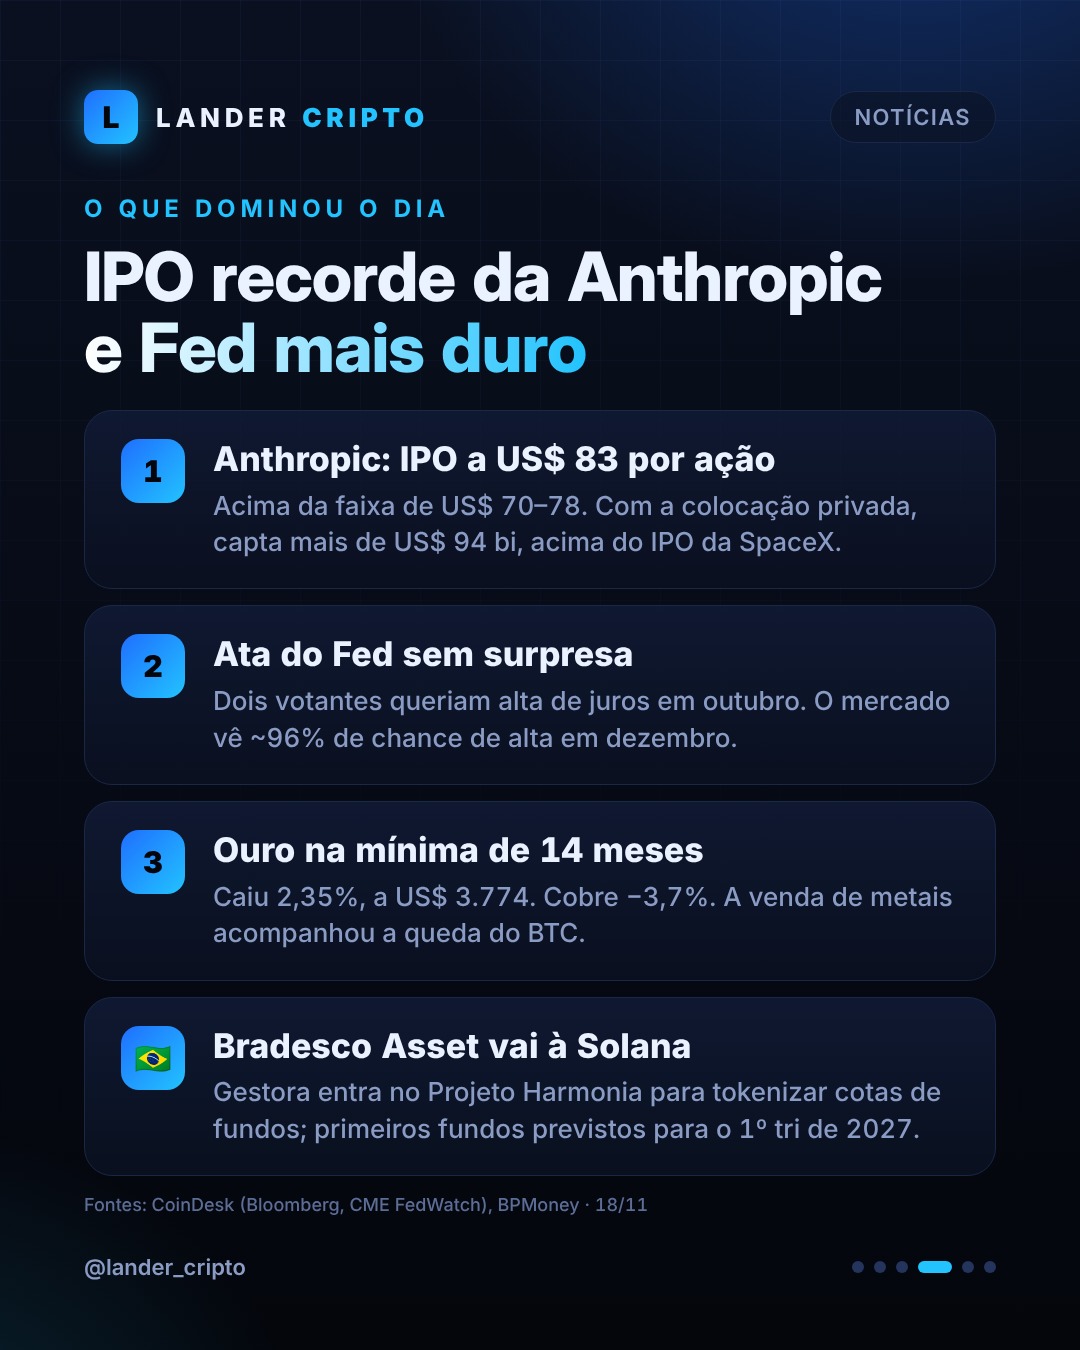 L
LANDER CRIPTO
NOTÍCIAS
O QUE DOMINOU O DIA
IPO recorde da Anthropic
e Fed mais duro
1
Anthropic: IPO a US$ 83 por ação
Acima da faixa de US$ 70–78. Com a colocação privada,
capta mais de US$ 94 bi, acima do IPO da SpaceX.
2
Ata do Fed sem surpresa
Dois votantes queriam alta de juros em outubro. O mercado
vê ~96% de chance de alta em dezembro.
3
Ouro na mínima de 14 meses
Caiu 2,35%, a US$ 3.774. Cobre −3,7%. A venda de metais
acompanhou a queda do BTC.
Bradesco Asset vai à Solana
Gestora entra no Projeto Harmonia para tokenizar cotas de
fundos; primeiros fundos previstos para o 1º tri de 2027.
Fontes: CoinDesk (Bloomberg, CME FedWatch), BPMoney · 18/11
@lander_cripto